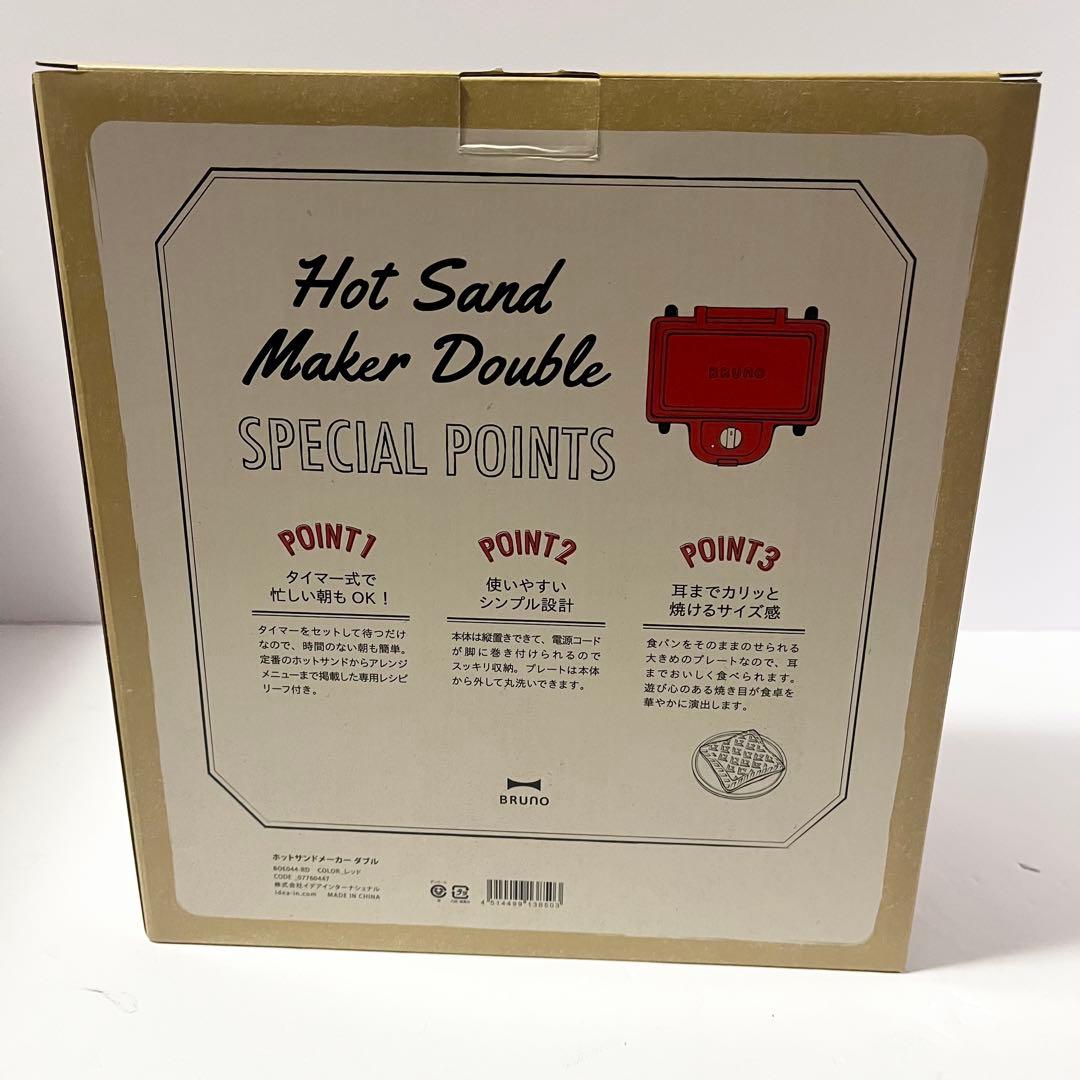 Hot Sand
Maker Double
SPECIAL POINTS
BRUNO
POINT1
タイマー式で
忙しい朝も OK！
タイマーをセットして待つだけ
なので、時間のない朝も簡単。
定番のホットサンドからアレンジ
メニューまで掲載した専用レシピ
リーフ付き。
POINT2
使いやすい
シンプル設計
本体は縦置きできて、電源コード
が脚に巻き付けられるので
スッキリ収納。プレートは本体
から外して丸洗いできます。
POINT3
耳までカリッと
焼けるサイズ感
食パンをそのままのせられる
大きめのプレートなので、耳
までおいしく食べられます。
遊び心のある焼き目が食卓を
華やかに演出します。
BRUNO
ホットサンドメーカー ダブル
BOE044-RD COLOR_レッド
CODE_07760447
株式会社イデアインターナショナル
idea-in.com MADE IN CHINA
4 514499 138603